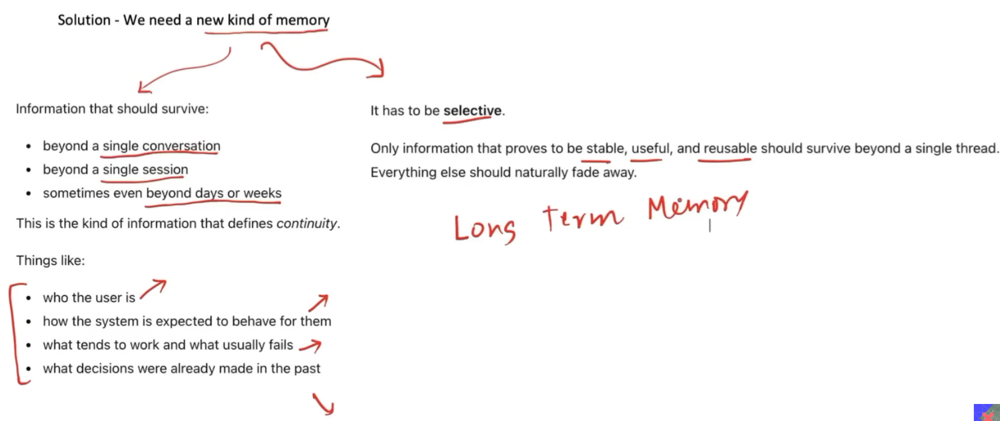 Solution - We need a new kind of memory
Information that should survive:
• beyond a single conversation
• beyond a single session
• sometimes even beyond days or weeks
This is the kind of information that defines continuity.
Things like:
• who the user is
• how the system is expected to behave for them
• what tends to work and what usually fails
• what decisions were already made in the past
It has to be selective.
Only information that proves to be stable, useful, and reusable should survive beyond a single thread.
Everything else should naturally fade away.
Long Term Memory